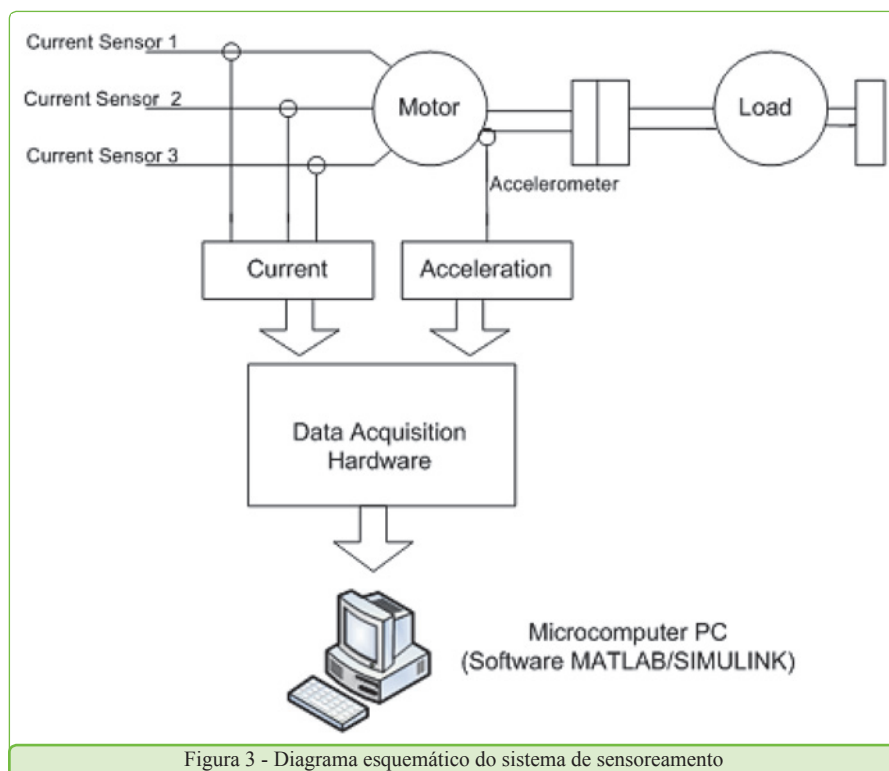 Current Sensor 1
Current Sensor 2
Current Sensor 3
Motor
Load
Accelerometer
Current
Acceleration
Data Acquisition
Hardware
Microcomputer PC
(Software MATLAB/SIMULINK)
Figura 3 - Diagrama esquemático do sistema de sensoreamento